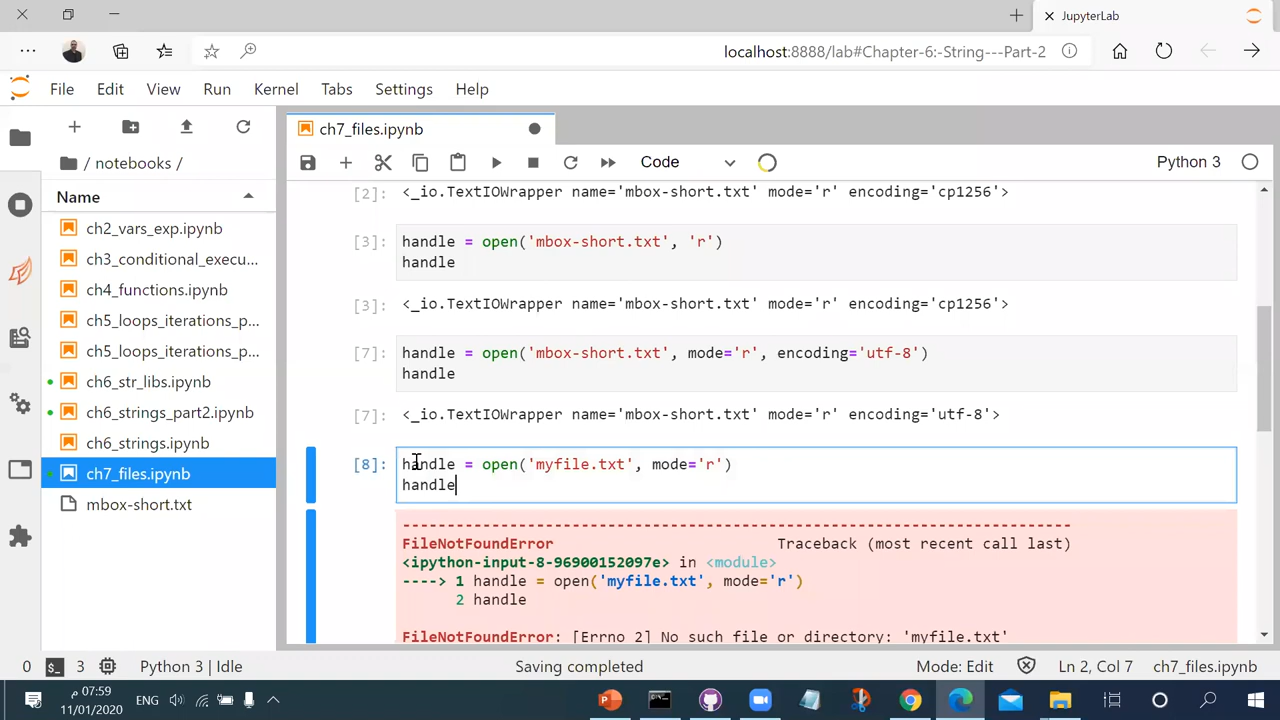 JupyterLab
localhost:8888/lab#Chapter-6:-String---Part-2
File Edit View Run Kernel Tabs Settings Help
ch7_files.ipynb
/ notebooks /
Code
Python 3
Name
ch2_vars_exp.ipynb
ch3_conditional_execu...
ch4_functions.ipynb
ch5_loops_iterations_p...
ch5_loops_iterations_p...
ch6_str_libs.ipynb
ch6_strings_part2.ipynb
ch6_strings.ipynb
ch7_files.ipynb
mbox-short.txt
[2]: <_io.TextIOWrapper name='mbox-short.txt' mode='r' encoding='cp1256'>
[3]: handle = open('mbox-short.txt', 'r')
handle
[3]: <_io.TextIOWrapper name='mbox-short.txt' mode='r' encoding='cp1256'>
[7]: handle = open('mbox-short.txt', mode='r', encoding='utf-8')
handle
[7]: <_io.TextIOWrapper name='mbox-short.txt' mode='r' encoding='utf-8'>
[8]: handle = open('myfile.txt', mode='r')
handle
---------------------------------------------------------------------------
FileNotFoundError Traceback (most recent call last)
<ipython-input-8-96900152097e> in <module>
----> 1 handle = open('myfile.txt', mode='r')
2 handle
FileNotFoundError: [Errno 2] No such file or directory: 'myfile.txt'
0 3 Python 3 | Idle Saving completed Mode: Edit Ln 2, Col 7 ch7_files.ipynb
07:59 م
11/01/2020
ENG